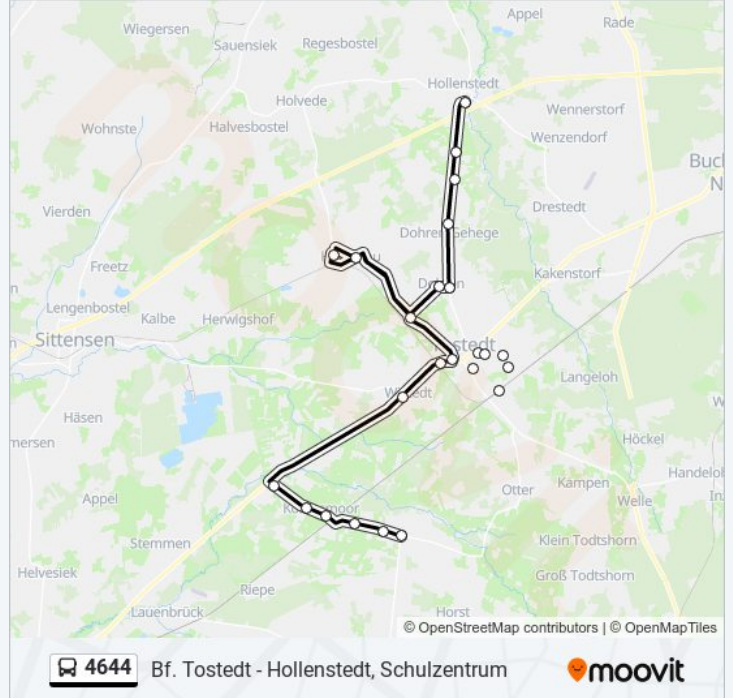 Appel
Wiegersen
Rade
Sauensiek
Regesbostel
Hollenstedt
Holvede
Wennerstorf
Wohnste
Halvesbostel
Wenzendorf
Buc
N
Vierden
Drestedt
Dohren Gehege
Freetz
Kakenstorf
Lengenbostel
Kalbe
Herwigshof
Sittensen
stedt
Langeloh
Häsen
mersen
Höckel
Appel
Otter
Kampen
Handeloh
Welle
Stemmen
Klein Todtshorn
Helvesiek
Groß Todtshorn
Riepe
Lauenbrück
Horst
© OpenStreetMap contributors | © OpenMapTiles
4644 Bf. Tostedt - Hollenstedt, Schulzentrum
moovit